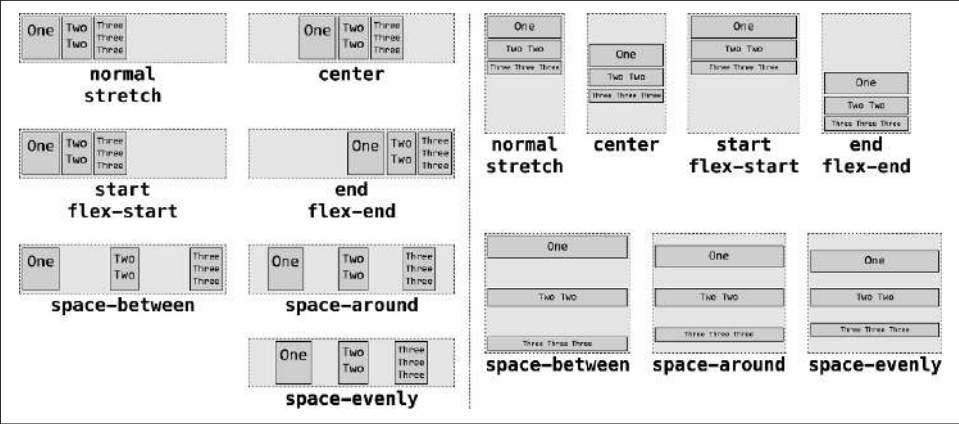 One Two Three
Two Three
Three
normal
stretch
One Two Three
Two Three
Three
center
One Two Three
Two Three
Three
start
flex-start
One Two Three
Two Three
Three
end
flex-end
One Two Three
Two Three
Three
space-between
One Two Three
Two Three
Three
space-around
One Two Three
Two Three
Three
space-evenly
One
Two Two
Three Three Three
normal
stretch
One
Two Two
Three Three Three
center
One
Two Two
Three Three Three
start
flex-start
One
Two Two
Three Three Three
end
flex-end
One
Two Two
Three Three Three
space-between
One
Two Two
Three Three Three
space-around
One
Two Two
Three Three Three
space-evenly